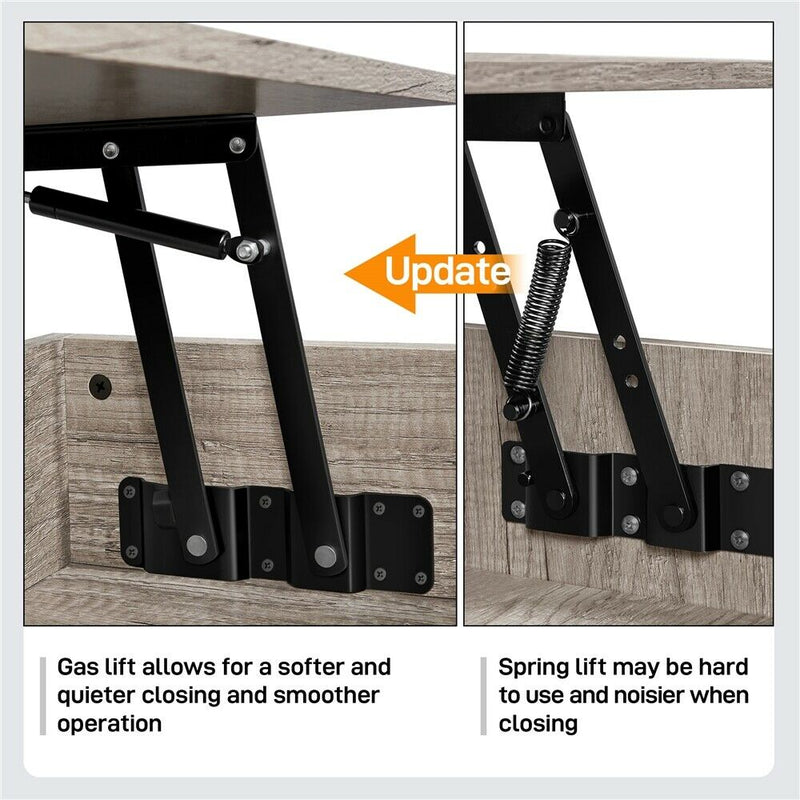 Update
Gas lift allows for a softer and
quieter closing and smoother
operation
Spring lift may be hard
to use and noisier when
closing